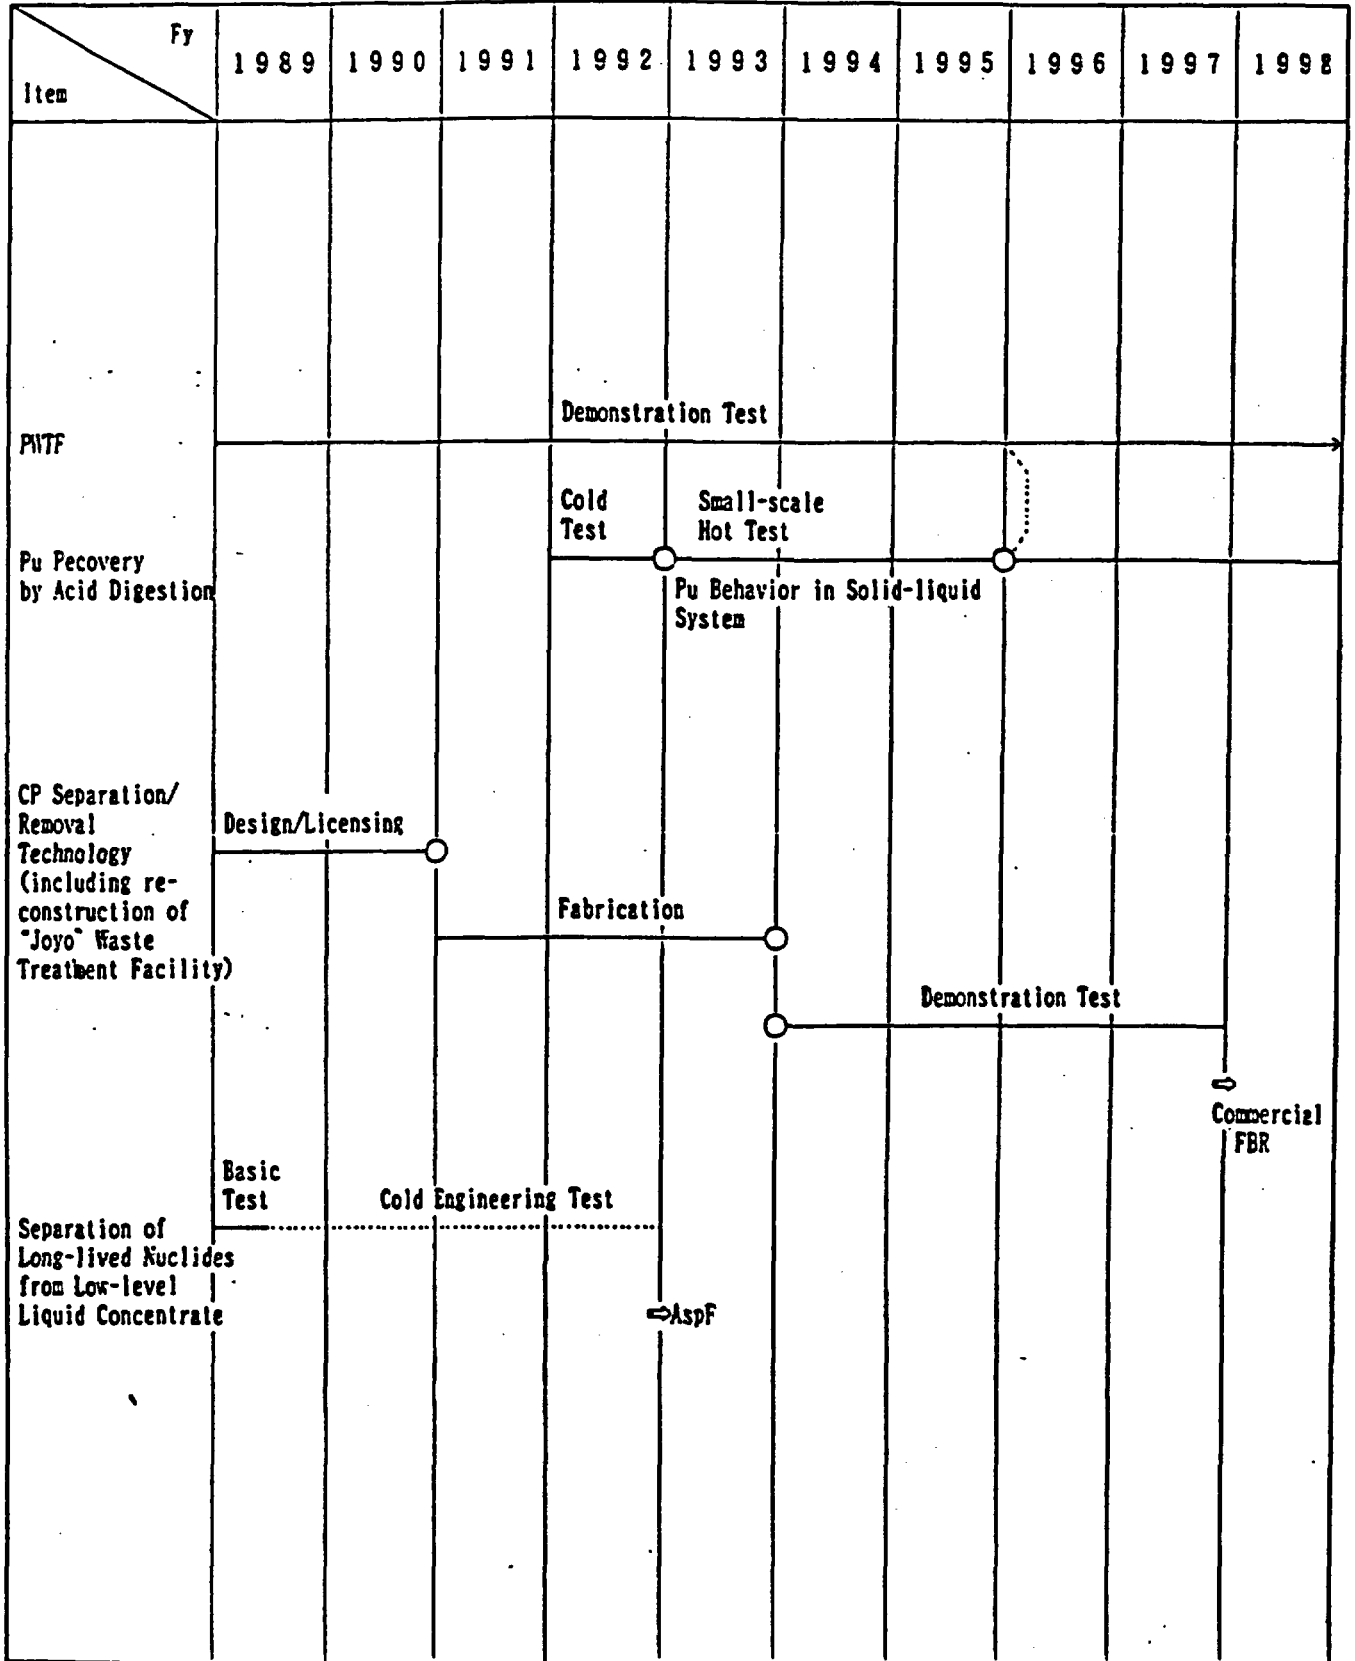 Fy
Item
1989 1990 1991 1992 1993 1994 1995 1996 1997 1998
Demonstration Test
PWTF
Cold
Test
Small-scale
Hot Test
Pu Pecovery
by Acid Digestion
Pu Behavior in Solid-liquid
System
CP Separation/
Removal
Technology
(including re-
construction of
"Joyo" Waste
Treatment Facility)
Design/Licensing
Fabrication
Demonstration Test
⇨
Commercial
FBR
Basic
Test
Cold Engineering Test
Separation of
Long-lived Nuclides
from Low-level
Liquid Concentrate
⇨AspF